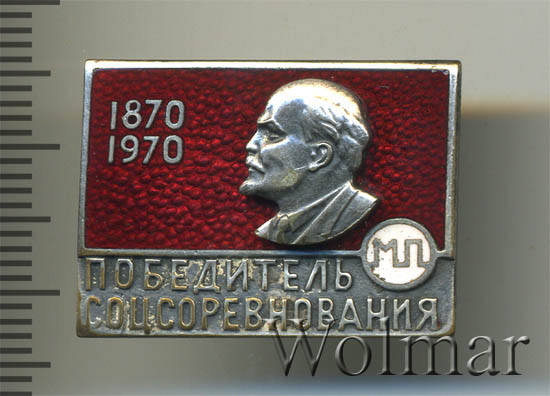 1870
1970
МП
ПОБЕДИТЕЛЬ
СОЦСОРЕВНОВАНИЯ
Wolmar